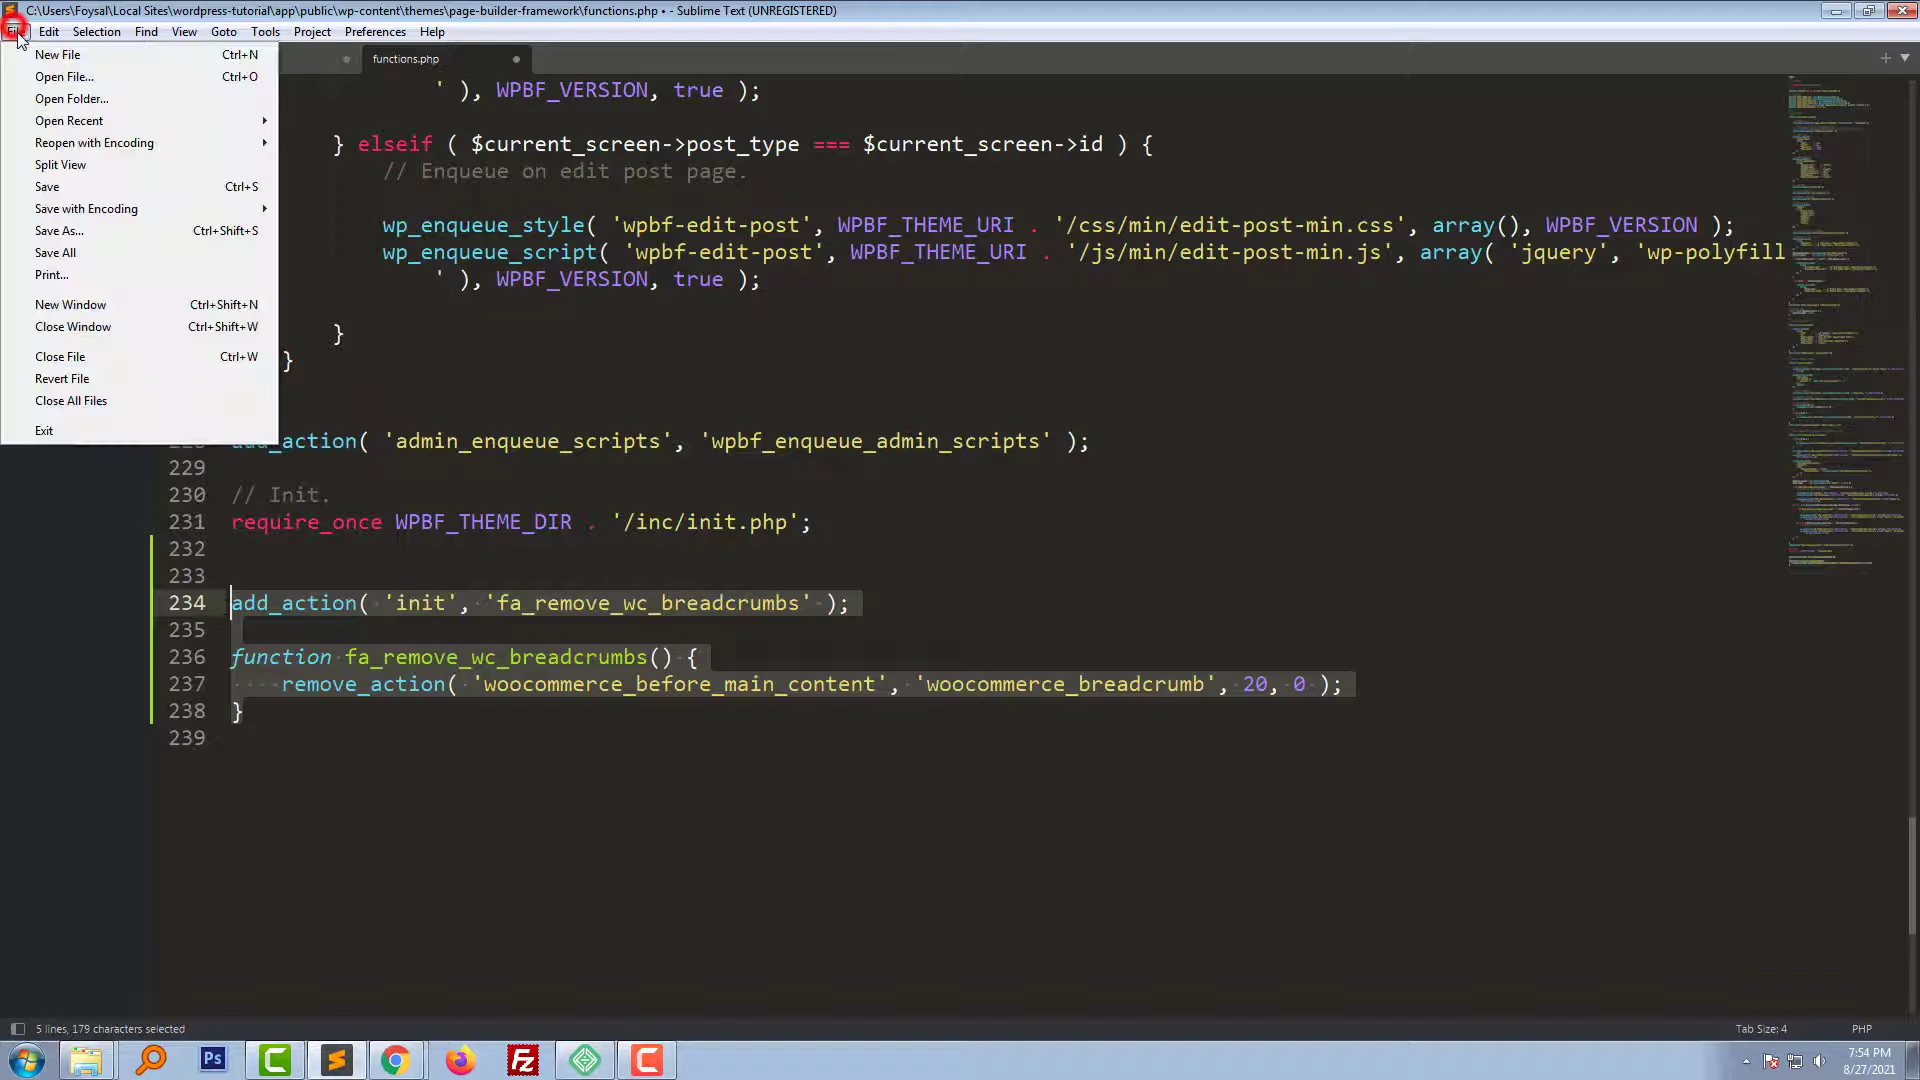 C:\Users\Foysal\Local Sites\wordpress-tutorial\app\public\wp-content\themes\page-builder-framework\functions.php • - Sublime Text (UNREGISTERED)
File Edit Selection Find View Goto Tools Project Preferences Help
functions.php
New File Ctrl+N
Open File... Ctrl+O
Open Folder...
Open Recent
Reopen with Encoding
Split View
Save Ctrl+S
Save with Encoding
Save As... Ctrl+Shift+S
Save All
Print...
New Window Ctrl+Shift+N
Close Window Ctrl+Shift+W
Close File Ctrl+W
Revert File
Close All Files
Exit
' ), WPBF_VERSION, true );
} elseif ( $current_screen->post_type === $current_screen->id ) {
// Enqueue on edit post page.
wp_enqueue_style( 'wpbf-edit-post', WPBF_THEME_URI . '/css/min/edit-post-min.css', array(), WPBF_VERSION );
wp_enqueue_script( 'wpbf-edit-post', WPBF_THEME_URI . '/js/min/edit-post-min.js', array( 'jquery', 'wp-polyfill
' ), WPBF_VERSION, true );
}
}
add_action( 'admin_enqueue_scripts', 'wpbf_enqueue_admin_scripts' );
229
230 // Init.
231 require_once WPBF_THEME_DIR . '/inc/init.php';
232
233
234 add_action( 'init', 'fa_remove_wc_breadcrumbs' );
235
236 function fa_remove_wc_breadcrumbs() {
237 remove_action( 'woocommerce_before_main_content', 'woocommerce_breadcrumb', 20, 0 );
238 }
239
5 lines, 179 characters selected
Tab Size: 4 PHP
Ps
Fz
7:54 PM
8/27/2021